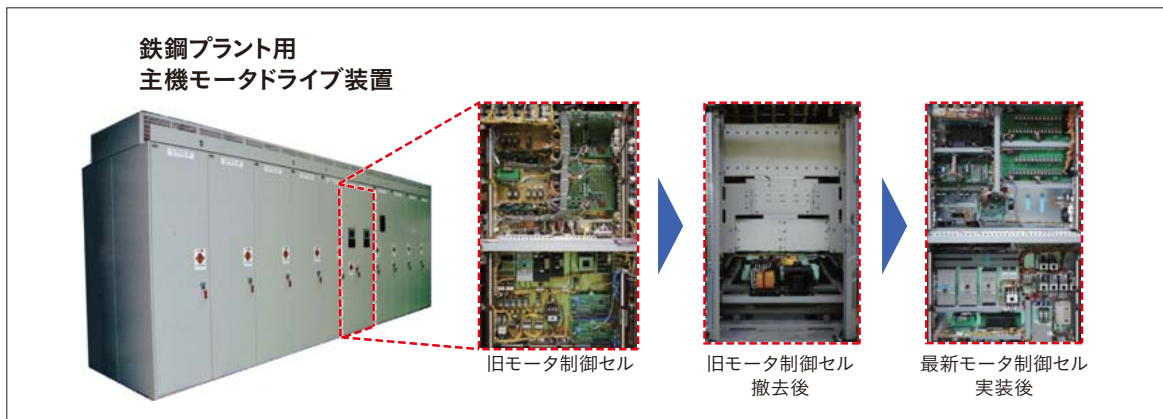 鉄鋼プラント用
主機モータドライブ装置
旧モータ制御セル
旧モータ制御セル
撤去後
最新モータ制御セル
実装後